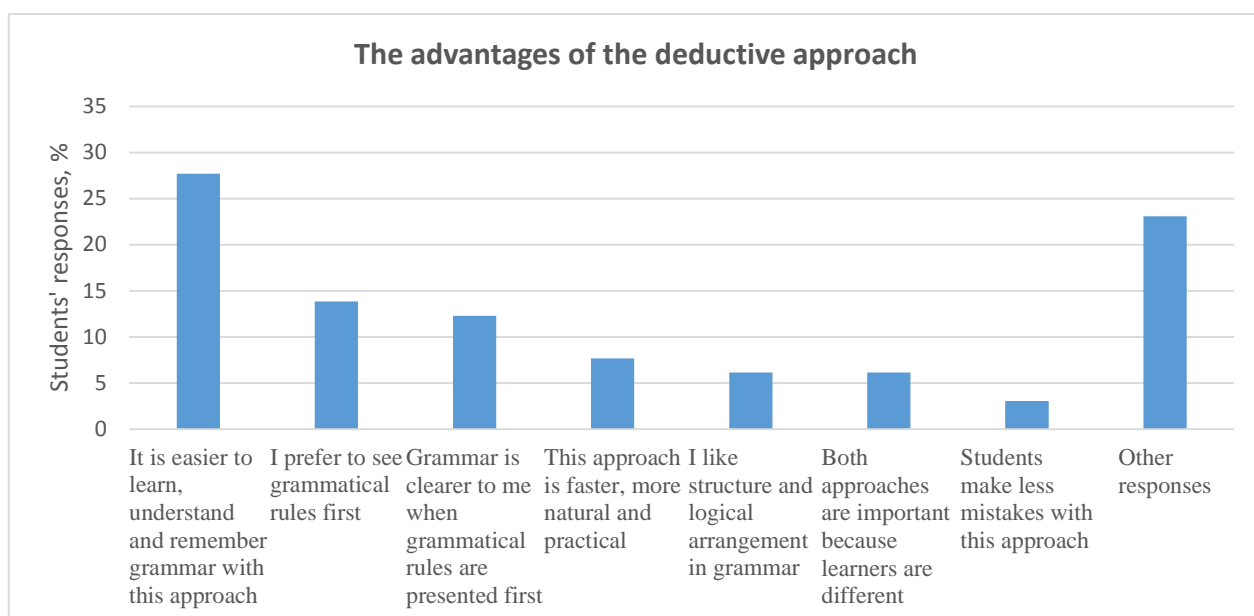 The advantages of the deductive approach
Students' responses, %
35
30
25
20
15
10
5
0
It is easier to
learn,
understand
and remember
grammar with
this approach
I prefer to see
grammatical
rules first
Grammar is
clearer to me
when
grammatical
rules are
presented first
This approach
is faster, more
natural and
practical
I like
structure and
logical
arrangement
in grammar
Both
approaches
are important
because
learners are
different
Students
make less
mistakes with
this approach
Other
responses